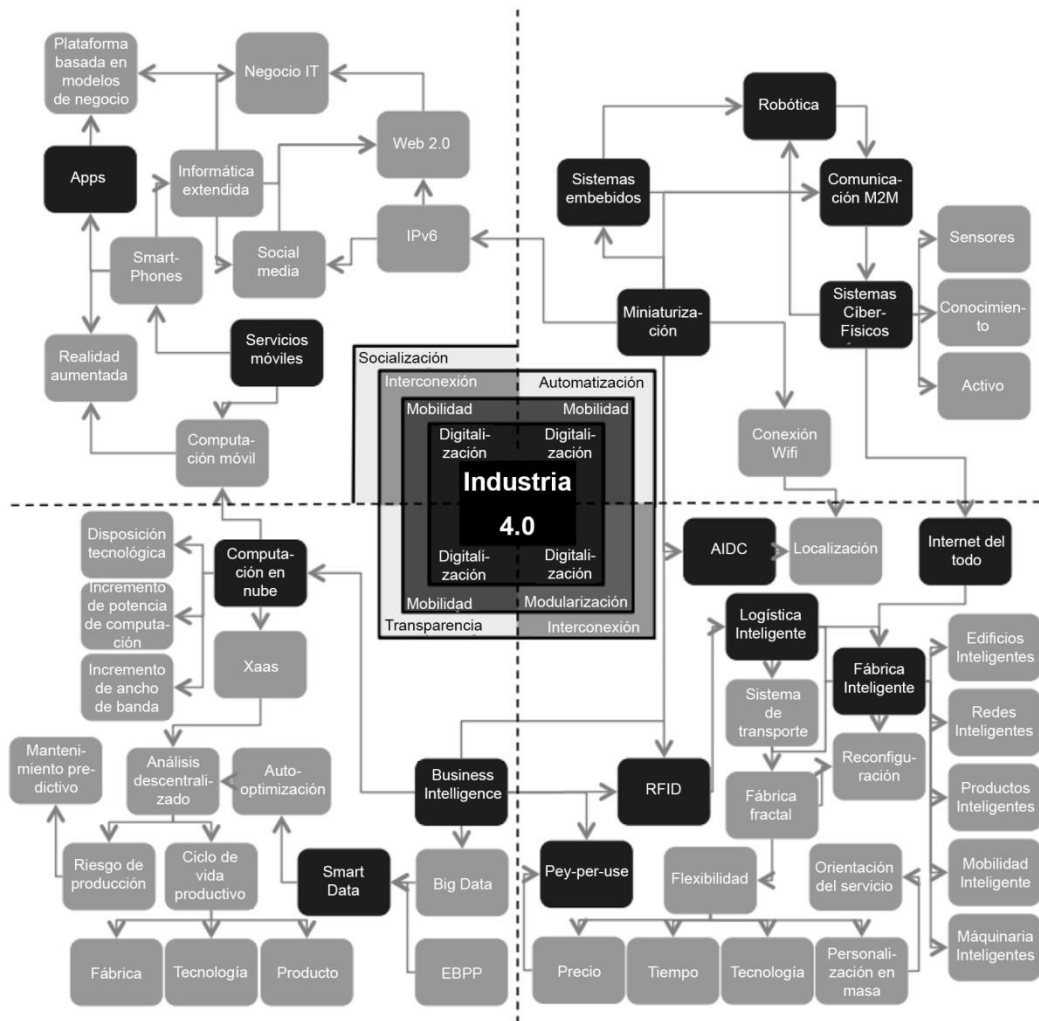 Plataforma
basada en
modelos
de negocio
Negocio IT
Web 2.0
Apps
Informática
extendida
IPv6
Smart-
Phones
Social
media
Servicios
móviles
Realidad
aumentada
Computa-
ción móvil
Robótica
Sistemas
embebidos
Comunica-
ción M2M
Sensores
Miniaturiza-
ción
Sistemas
Cíber-
Físicos
Conocimiento
Activo
Conexión
Wifi
Socialización
Interconexión
Automatización
Mobilidad
Mobilidad
Digitali-
zación
Digitali-
zación
Industria
4.0
Digitali-
zación
Digitali-
zación
Mobilidad
Modularización
Transparencia
Interconexión
Disposición
tecnológica
Computa-
ción en
nube
Incremento
de potencia
de computa-
ción
Xaas
Incremento
de ancho
de banda
Manteni-
miento pre-
dictivo
Análisis
descentrali-
zado
Auto-
optimización
Business
Intelligence
Riesgo de
producción
Ciclo de
vida
productivo
Smart
Data
Big Data
Fábrica
Tecnología
Producto
EBPP
AIDC
Localización
Internet del
todo
Logística
Inteligente
Edificios
Inteligentes
Fábrica
Inteligente
Sistema
de
transporte
Redes
Inteligentes
Reconfigu-
ración
RFID
Fábrica
fractal
Productos
Inteligentes
Pey-per-use
Flexibilidad
Orientación
del servicio
Mobilidad
Inteligente
Precio
Tiempo
Tecnología
Personali-
zación en
masa
Máquinaria
Inteligentes